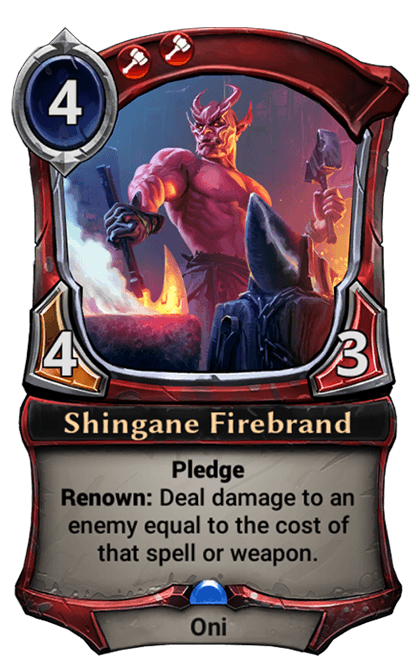 4
4
3
Shingane Firebrand
Pledge
Renown: Deal damage to an
enemy equal to the cost of
that spell or weapon.
Oni